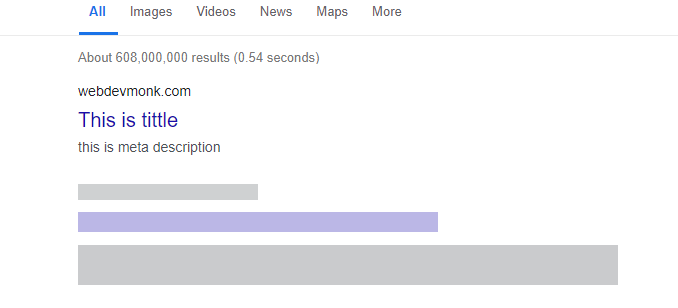 All Images Videos News Maps More
About 608,000,000 results (0.54 seconds)
webdevmonk.com
This is tittle
this is meta description